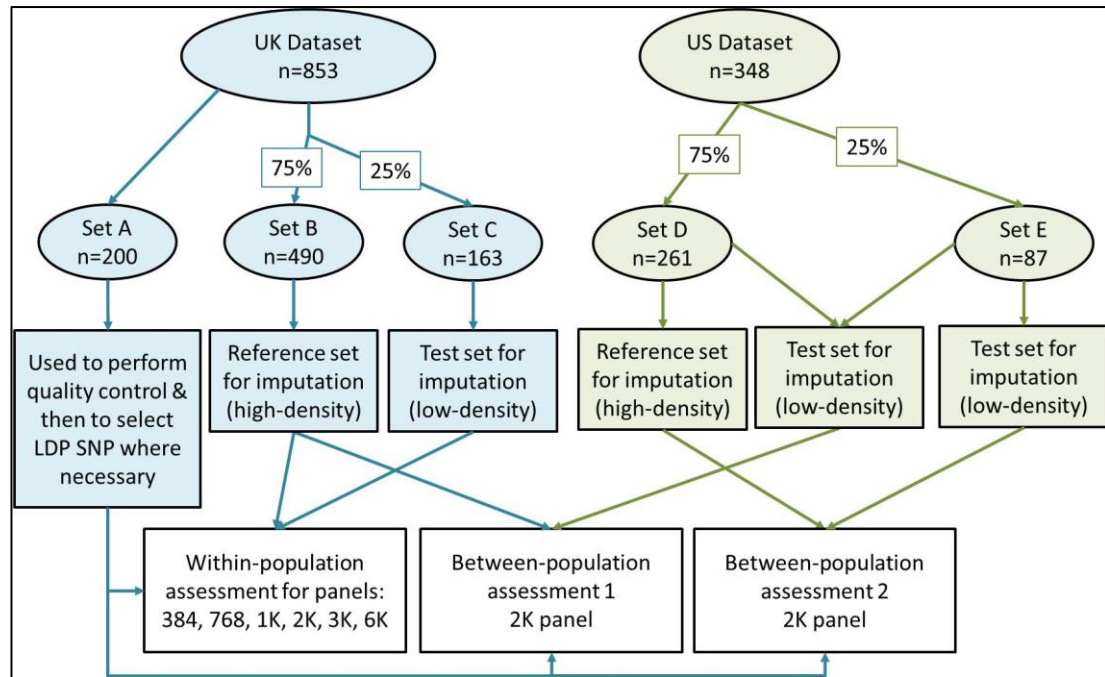 UK Dataset
n=853
US Dataset
n=348
75%
25%
75%
25%
Set A
n=200
Set B
n=490
Set C
n=163
Set D
n=261
Set E
n=87
Used to perform
quality control &
then to select
LDP SNP where
necessary
Reference set
for imputation
(high-density)
Test set for
imputation
(low-density)
Reference set
for imputation
(high-density)
Test set for
imputation
(low-density)
Test set for
imputation
(low-density)
Within-population
assessment for panels:
384, 768, 1K, 2K, 3K, 6K
Between-population
assessment 1
2K panel
Between-population
assessment 2
2K panel